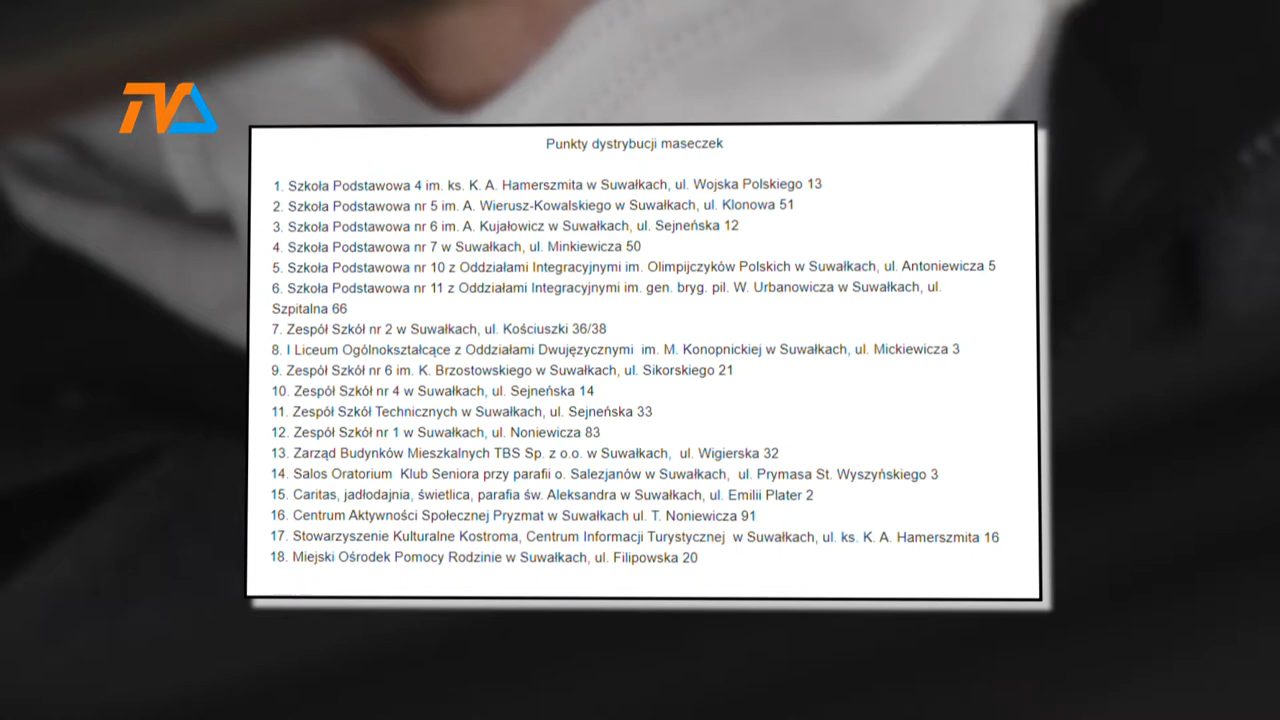 TVA
Punkty dystrybucji maseczek
1. Szkoła Podstawowa 4 im. ks. K. A. Hamerszmita w Suwałkach, ul. Wojska Polskiego 13
2. Szkoła Podstawowa nr 5 im. A. Wierusz-Kowalskiego w Suwałkach, ul. Klonowa 51
3. Szkoła Podstawowa nr 6 im. A. Kujałowicz w Suwałkach, ul. Sejneńska 12
4. Szkoła Podstawowa nr 7 w Suwałkach, ul. Minkiewicza 50
5. Szkoła Podstawowa nr 10 z Oddziałami Integracyjnymi im. Olimpijczyków Polskich w Suwałkach, ul. Antoniewicza 5
6. Szkoła Podstawowa nr 11 z Oddziałami Integracyjnymi im. gen. bryg. pil. W. Urbanowicza w Suwałkach, ul.
Szpitalna 66
7. Zespół Szkół nr 2 w Suwałkach, ul. Kościuszki 36/38
8. I Liceum Ogólnokształcące z Oddziałami Dwujęzycznymi im. M. Konopnickiej w Suwałkach, ul. Mickiewicza 3
9. Zespół Szkół nr 6 im. K. Brzostowskiego w Suwałkach, ul. Sikorskiego 21
10. Zespół Szkół nr 4 w Suwałkach, ul. Sejneńska 14
11. Zespół Szkół Technicznych w Suwałkach, ul. Sejneńska 33
12. Zespół Szkół nr 1 w Suwałkach, ul. Noniewicza 83
13. Zarząd Budynków Mieszkalnych TBS Sp. z o.o. w Suwałkach, ul. Wigierska 32
14. Salos Oratorium Klub Seniora przy parafii o. Salezjanów w Suwałkach, ul. Prymasa St. Wyszyńskiego 3
15. Caritas, jadłodajnia, świetlica, parafia św. Aleksandra w Suwałkach, ul. Emilii Plater 2
16. Centrum Aktywności Społecznej Pryzmat w Suwałkach ul. T. Noniewicza 91
17. Stowarzyszenie Kulturalne Kostroma, Centrum Informacji Turystycznej w Suwałkach, ul. ks. K. A. Hamerszmita 16
18. Miejski Ośrodek Pomocy Rodzinie w Suwałkach, ul. Filipowska 20